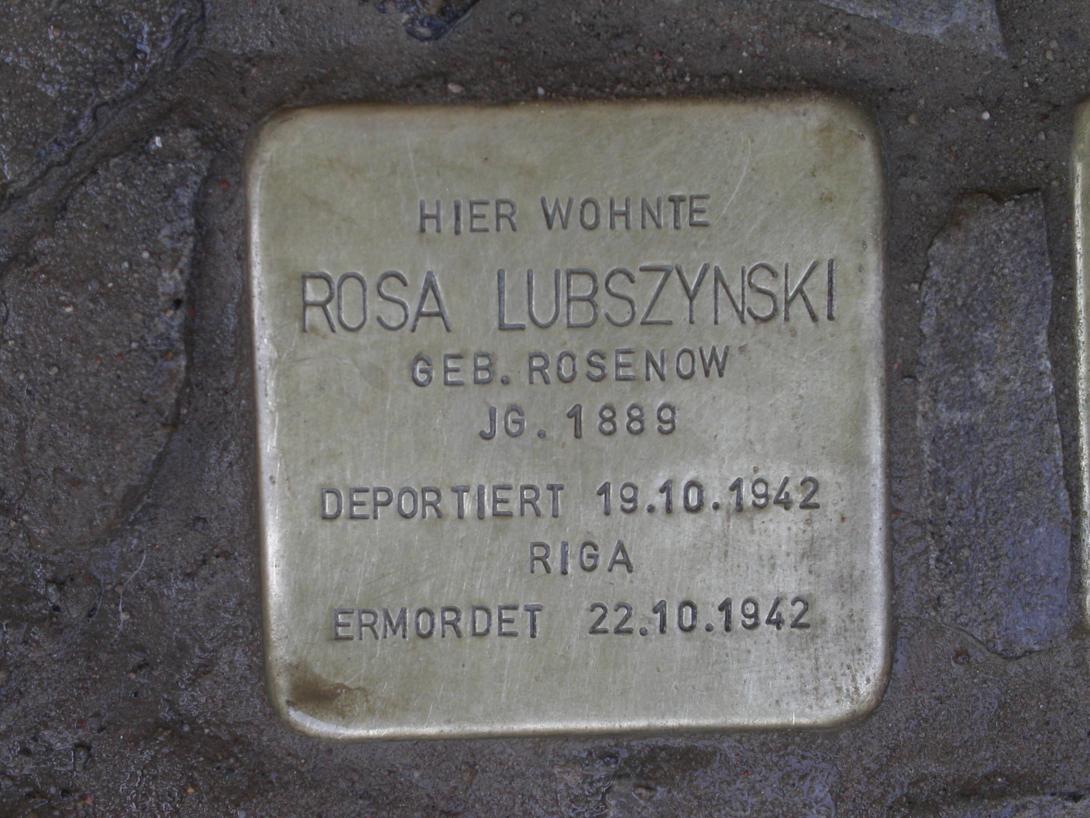 HIER WOHNTE
ROSA LUBSZYNSKI
GEB. ROSENOW
JG. 1889
DEPORTIERT 19.10.1942
RIGA
ERMORDET 22.10.1942